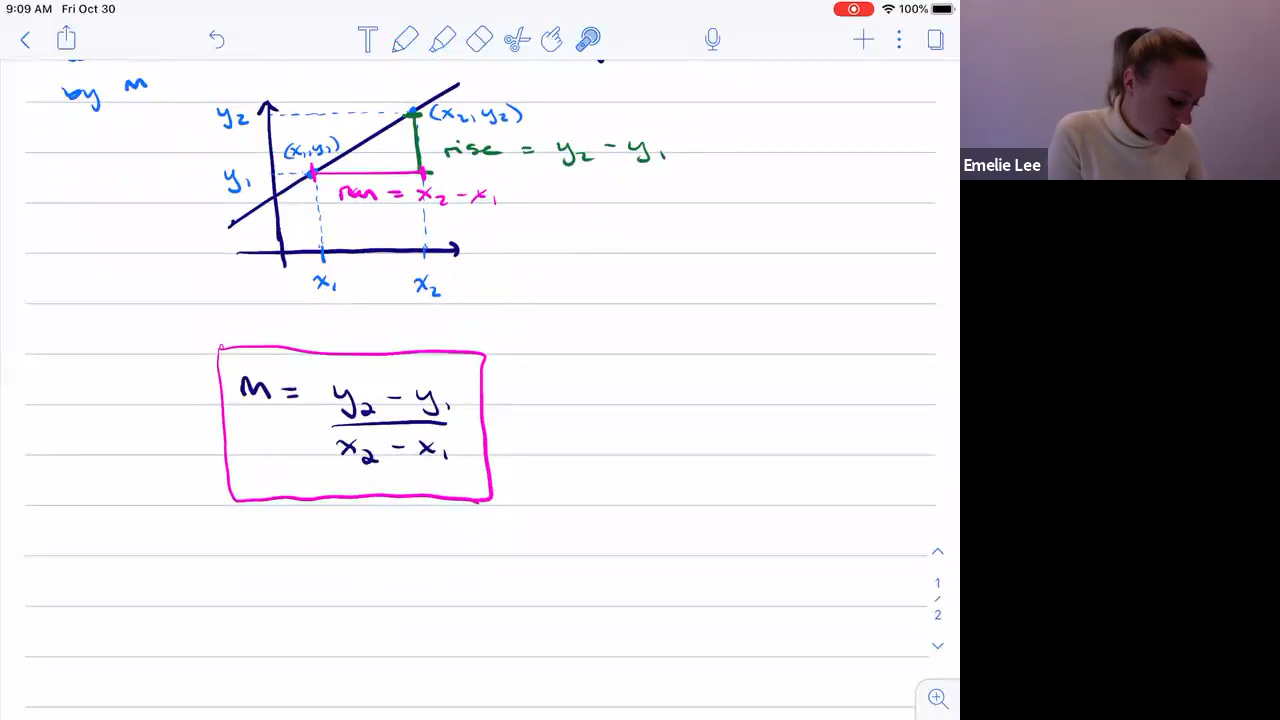 9:09 AM Fri Oct 30
100%
by m
y₂
(x₂, y₂)
(x₁, y₂)
rise = y₂ - y₁
y₁
run = x₂ - x₁
x₁
x₂
m = y₂ - y₁
x₂ - x₁
Emelie Lee
1
/
2